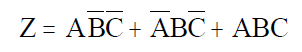 Z = AB̅C̅ + A̅BC̅ + ABC